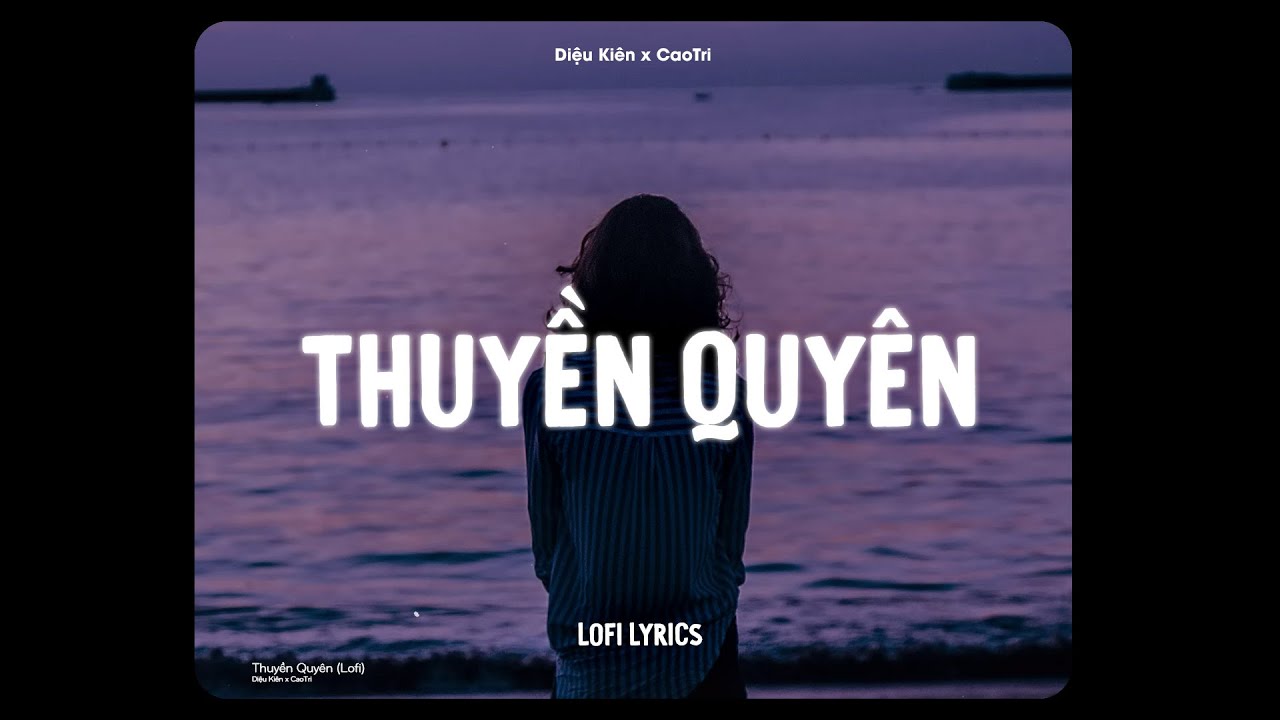 Diệu Kiên x CaoTri
THUYỀN QUYÊN
LOFI LYRICS
Thuyền Quyên (Lofi)
Diệu Kiên x CaoTri